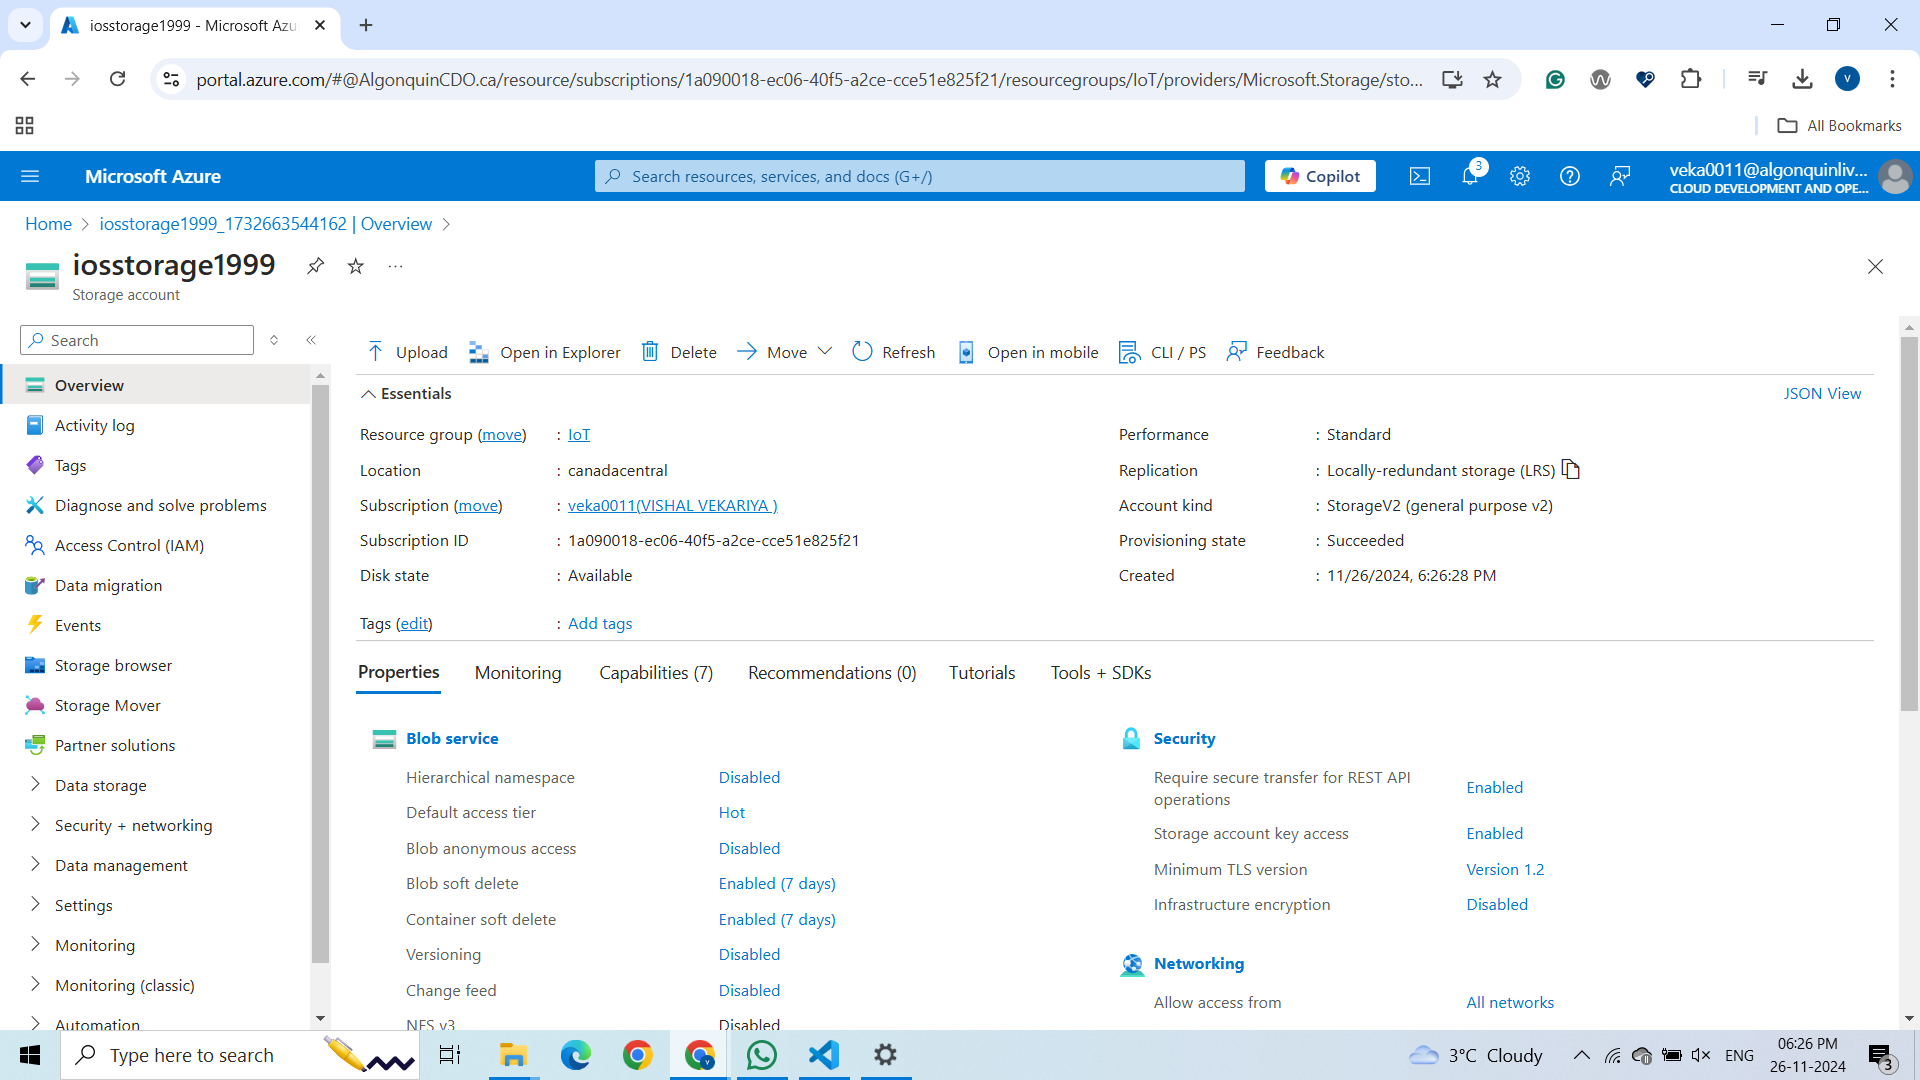 iosstorage1999 - Microsoft Azu
portal.azure.com/#@AlgonquinCDO.ca/resource/subscriptions/1a090018-ec06-40f5-a2ce-cce51e825f21/resourcegroups/IoT/providers/Microsoft.Storage/sto...
V
All Bookmarks
Microsoft Azure
Search resources, services, and docs (G+/)
Copilot
3
veka0011@algonquinliv...
CLOUD DEVELOPMENT AND OPE...
Home > iosstorage1999_1732663544162 | Overview >
iosstorage1999
Storage account
Search
Overview
Activity log
Tags
Diagnose and solve problems
Access Control (IAM)
Data migration
Events
Storage browser
Storage Mover
Partner solutions
Data storage
Security + networking
Data management
Settings
Monitoring
Monitoring (classic)
Automation
Upload
Open in Explorer
Delete
Move
Refresh
Open in mobile
CLI / PS
Feedback
Essentials
JSON View
Resource group (move) : IoT
Location : canadacentral
Subscription (move) : veka0011(VISHAL VEKARIYA )
Subscription ID : 1a090018-ec06-40f5-a2ce-cce51e825f21
Disk state : Available
Tags (edit) : Add tags
Performance : Standard
Replication : Locally-redundant storage (LRS)
Account kind : StorageV2 (general purpose v2)
Provisioning state : Succeeded
Created : 11/26/2024, 6:26:28 PM
Properties
Monitoring
Capabilities (7)
Recommendations (0)
Tutorials
Tools + SDKs
Blob service
Hierarchical namespace Disabled
Default access tier Hot
Blob anonymous access Disabled
Blob soft delete Enabled (7 days)
Container soft delete Enabled (7 days)
Versioning Disabled
Change feed Disabled
NFS v3 Disabled
Security
Require secure transfer for REST API operations Enabled
Storage account key access Enabled
Minimum TLS version Version 1.2
Infrastructure encryption Disabled
Networking
Allow access from All networks
Type here to search
3°C Cloudy
ENG
06:26 PM
26-11-2024
3